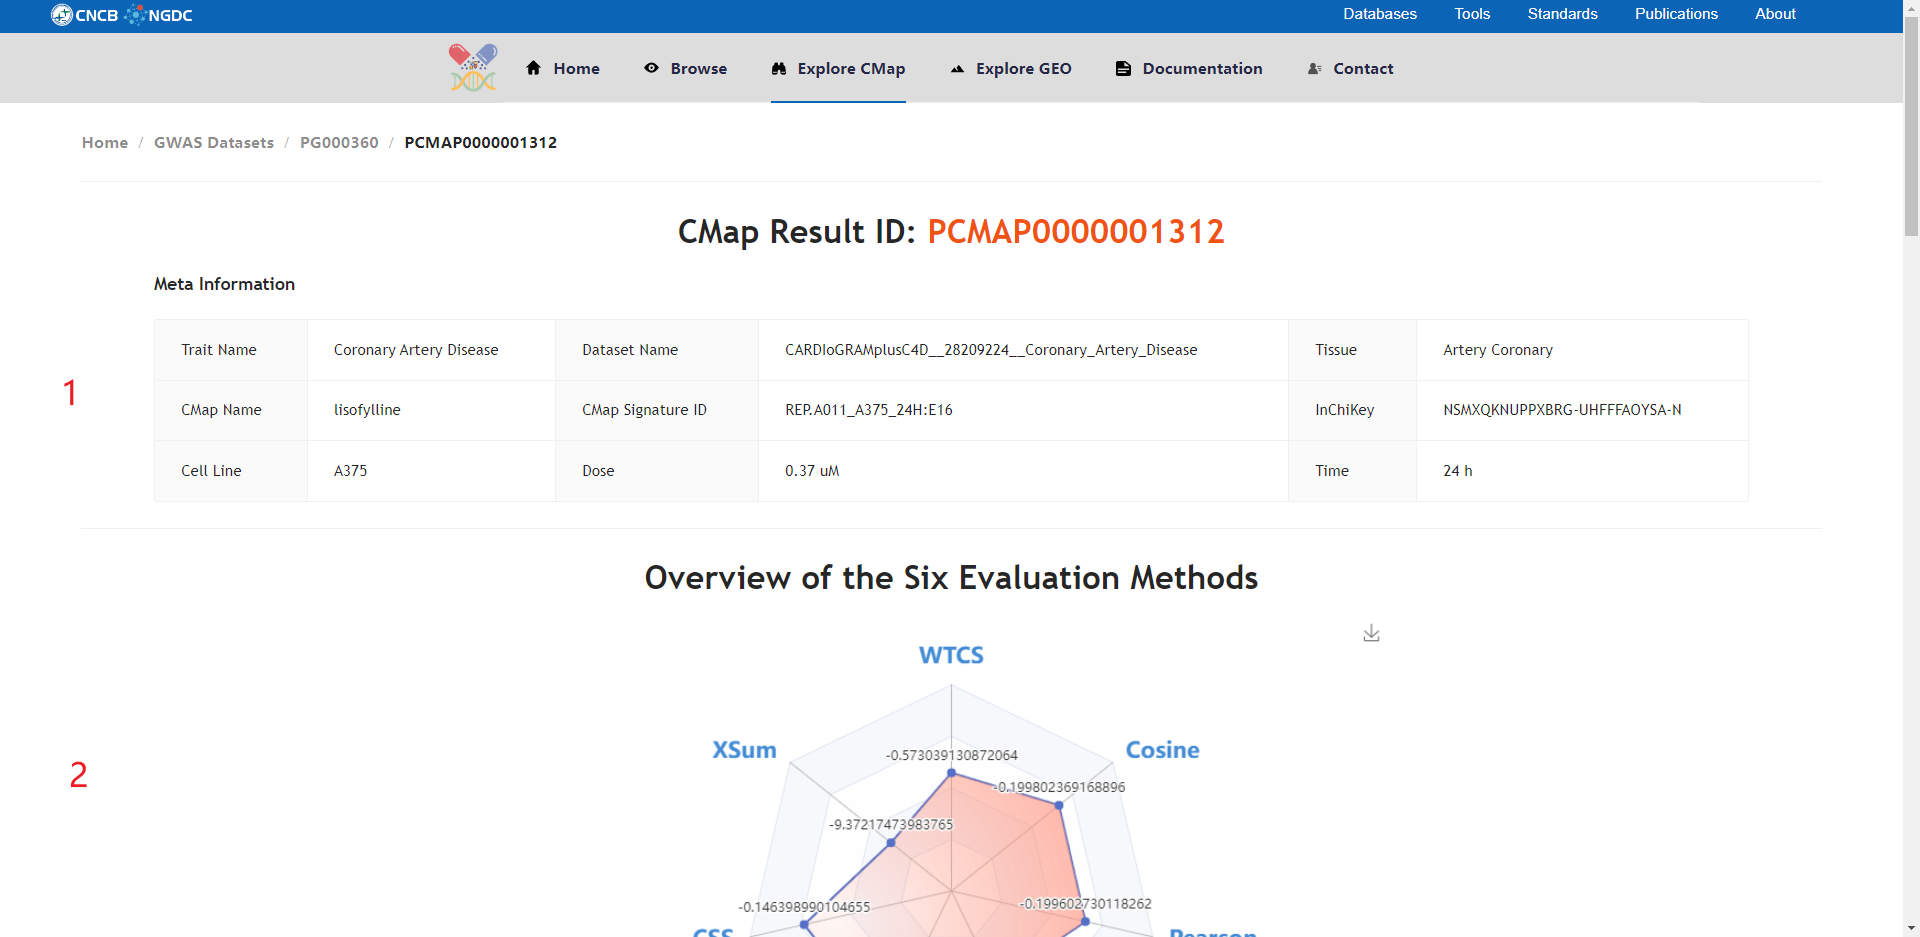 CNCB NGDC Databases Tools Standards Publications About
Home Browse Explore CMap Explore GEO Documentation Contact
Home / GWAS Datasets / PG000360 / PCMAP0000001312
CMap Result ID: PCMAP0000001312
Meta Information
Trait Name Coronary Artery Disease Dataset Name CARDIoGRAMplusC4D__28209224__Coronary_Artery_Disease Tissue Artery Coronary
1
CMap Name lisofylline CMap Signature ID REP.A011_A375_24H:E16 InChiKey NSMXQKNUPPXBRG-UHFFFAOYSA-N
Cell Line A375 Dose 0.37 uM Time 24 h
Overview of the Six Evaluation Methods
WTCS
XSum Cosine
-0.573039130872064
2
-0.199802369168896
-9.37217473983765
-0.199602730118262
-0.146398990104655
CSS Pearson